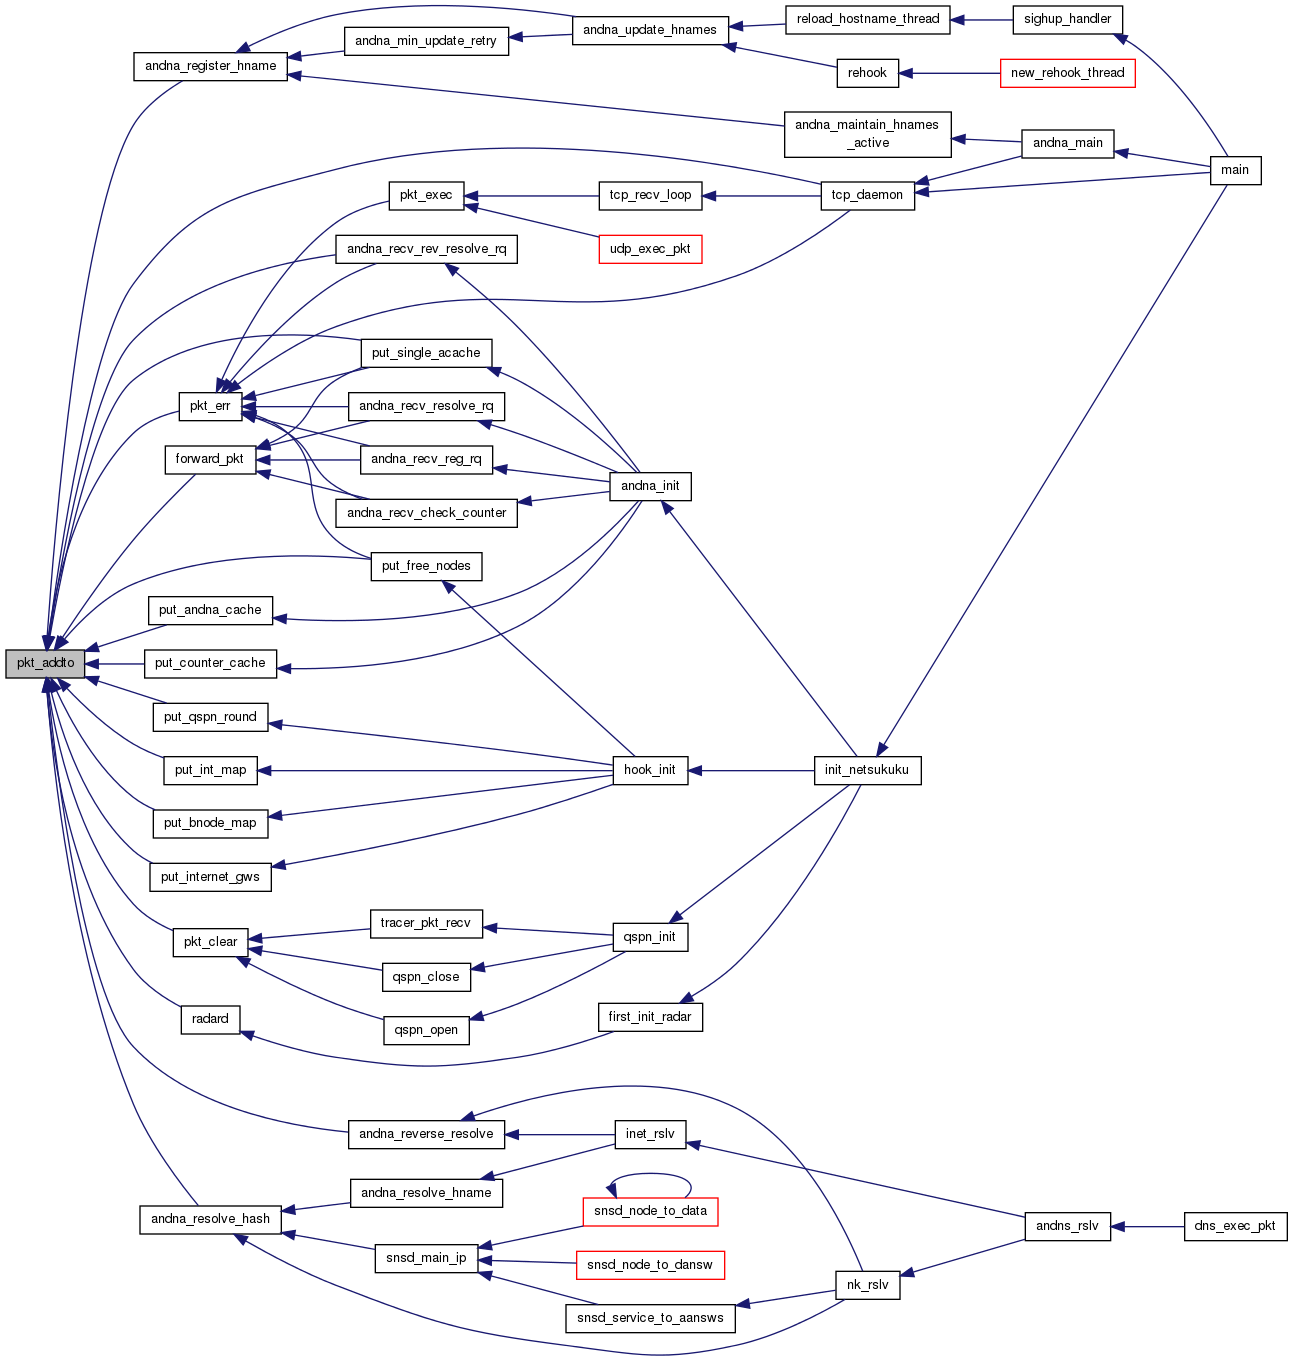 reload_hostname_thread
sighup_handler
andna_update_hnames
andna_min_update_retry
andna_register_hname
rehook
new_rehook_thread
andna_maintain_hnames
_active
andna_main
main
pkt_exec
tcp_recv_loop
tcp_daemon
andna_recv_rev_resolve_rq
udp_exec_pkt
put_single_acache
pkt_err
andna_recv_resolve_rq
forward_pkt
andna_recv_reg_rq
andna_init
andna_recv_check_counter
put_free_nodes
put_andna_cache
pkt_addto
put_counter_cache
put_qspn_round
put_int_map
hook_init
init_netsukuku
put_bnode_map
put_internet_gws
tracer_pkt_recv
pkt_clear
qspn_init
qspn_close
radard
qspn_open
first_init_radar
andna_reverse_resolve
inet_rslv
andna_resolve_hname
andna_resolve_hash
snsd_node_to_data
andns_rslv
dns_exec_pkt
snsd_main_ip
snsd_node_to_dansw
nk_rslv
snsd_service_to_aansws